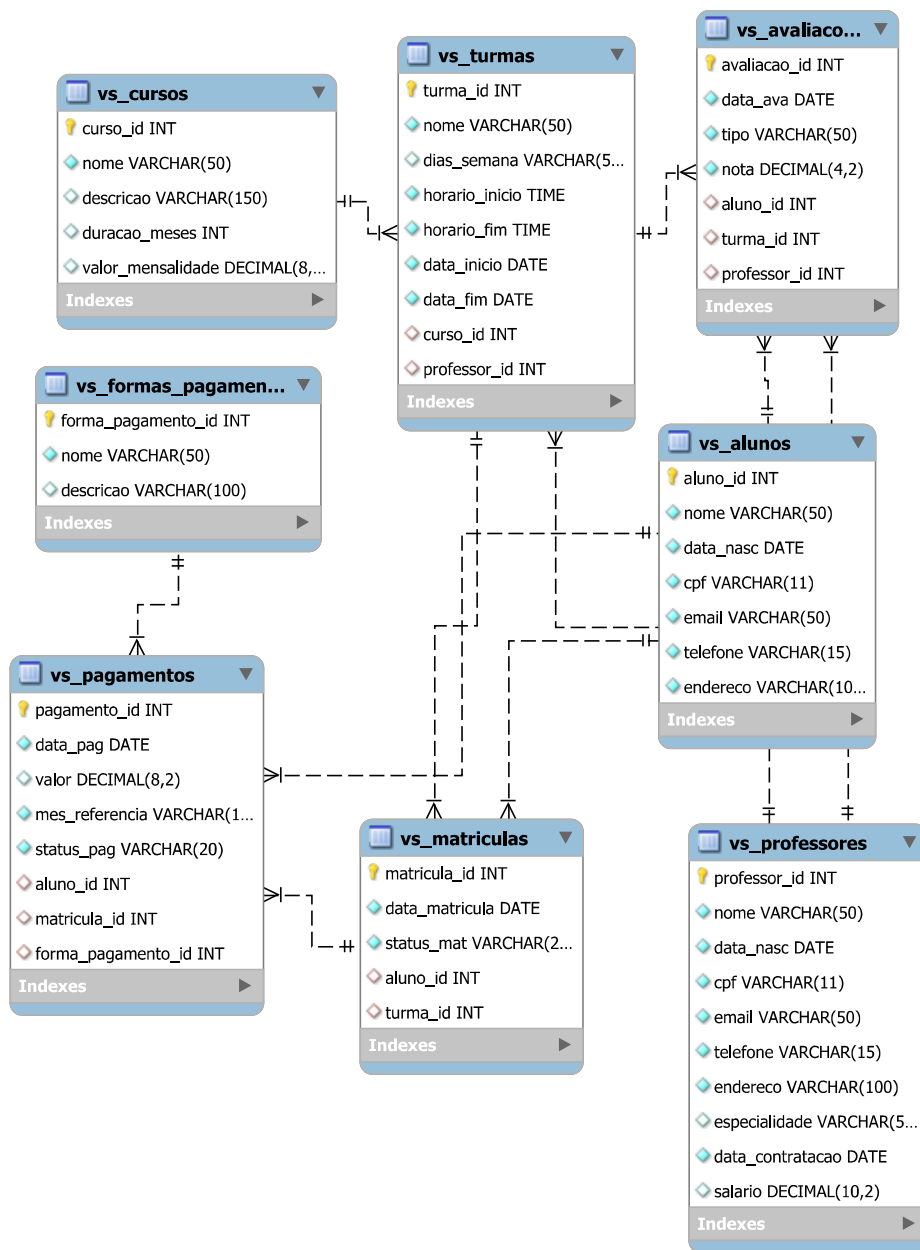 vs_cursos
curso_id INT
nome VARCHAR(50)
descricao VARCHAR(150)
duracao_meses INT
valor_mensalidade DECIMAL(8,...
Indexes
vs_turmas
turma_id INT
nome VARCHAR(50)
dias_semana VARCHAR(5...
horario_inicio TIME
horario_fim TIME
data_inicio DATE
data_fim DATE
curso_id INT
professor_id INT
Indexes
vs_avaliaco...
avaliacao_id INT
data_ava DATE
tipo VARCHAR(50)
nota DECIMAL(4,2)
aluno_id INT
turma_id INT
professor_id INT
Indexes
vs_formas_pagamen...
forma_pagamento_id INT
nome VARCHAR(50)
descricao VARCHAR(100)
Indexes
vs_alunos
aluno_id INT
nome VARCHAR(50)
data_nasc DATE
cpf VARCHAR(11)
email VARCHAR(50)
telefone VARCHAR(15)
endereco VARCHAR(10...
Indexes
vs_pagamentos
pagamento_id INT
data_pag DATE
valor DECIMAL(8,2)
mes_referencia VARCHAR(1...
status_pag VARCHAR(20)
aluno_id INT
matricula_id INT
forma_pagamento_id INT
Indexes
vs_matriculas
matricula_id INT
data_matricula DATE
status_mat VARCHAR(2...
aluno_id INT
turma_id INT
Indexes
vs_professores
professor_id INT
nome VARCHAR(50)
data_nasc DATE
cpf VARCHAR(11)
email VARCHAR(50)
telefone VARCHAR(15)
endereco VARCHAR(100)
especialidade VARCHAR(5...
data_contratacao DATE
salario DECIMAL(10,2)
Indexes